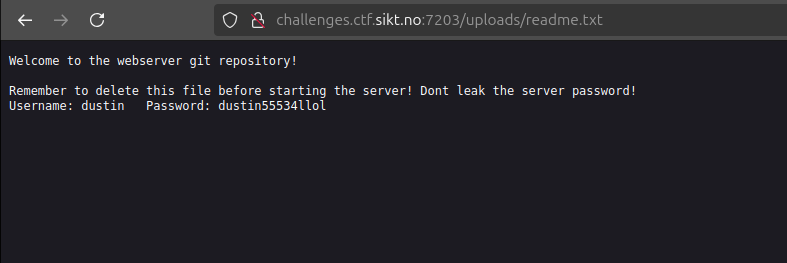 challenges.ctf.sikt.no:7203/uploads/readme.txt
Welcome to the webserver git repository!
Remember to delete this file before starting the server! Dont leak the server password!
Username: dustin   Password: dustin55534llol